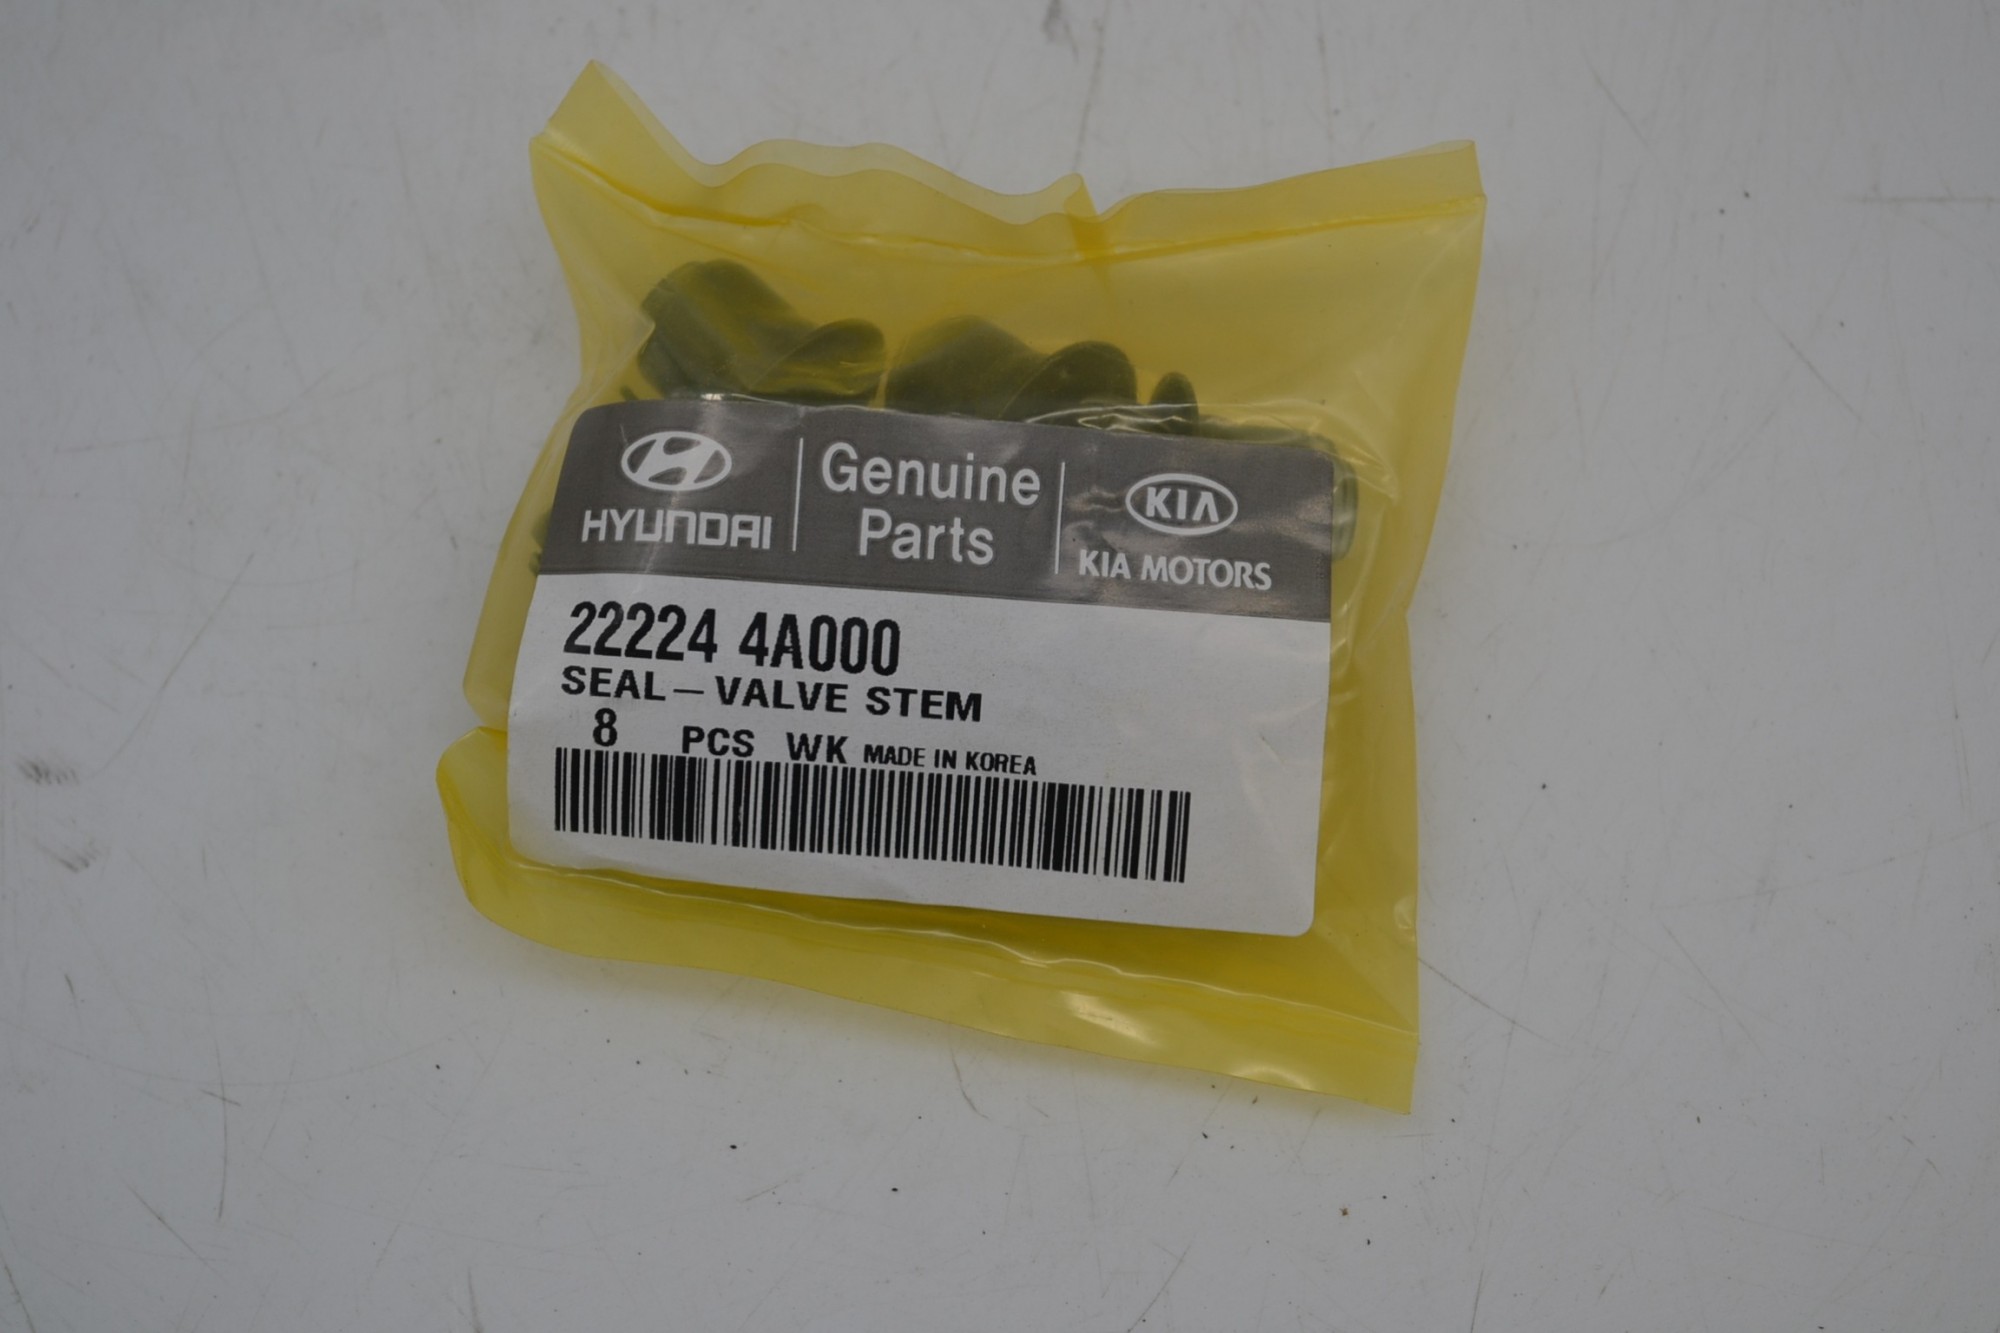 HYUNDAI
Genuine
Parts
KIA
KIA MOTORS
22224 4A000
SEAL-VALVE STEM
8 PCS WK MADE IN KOREA